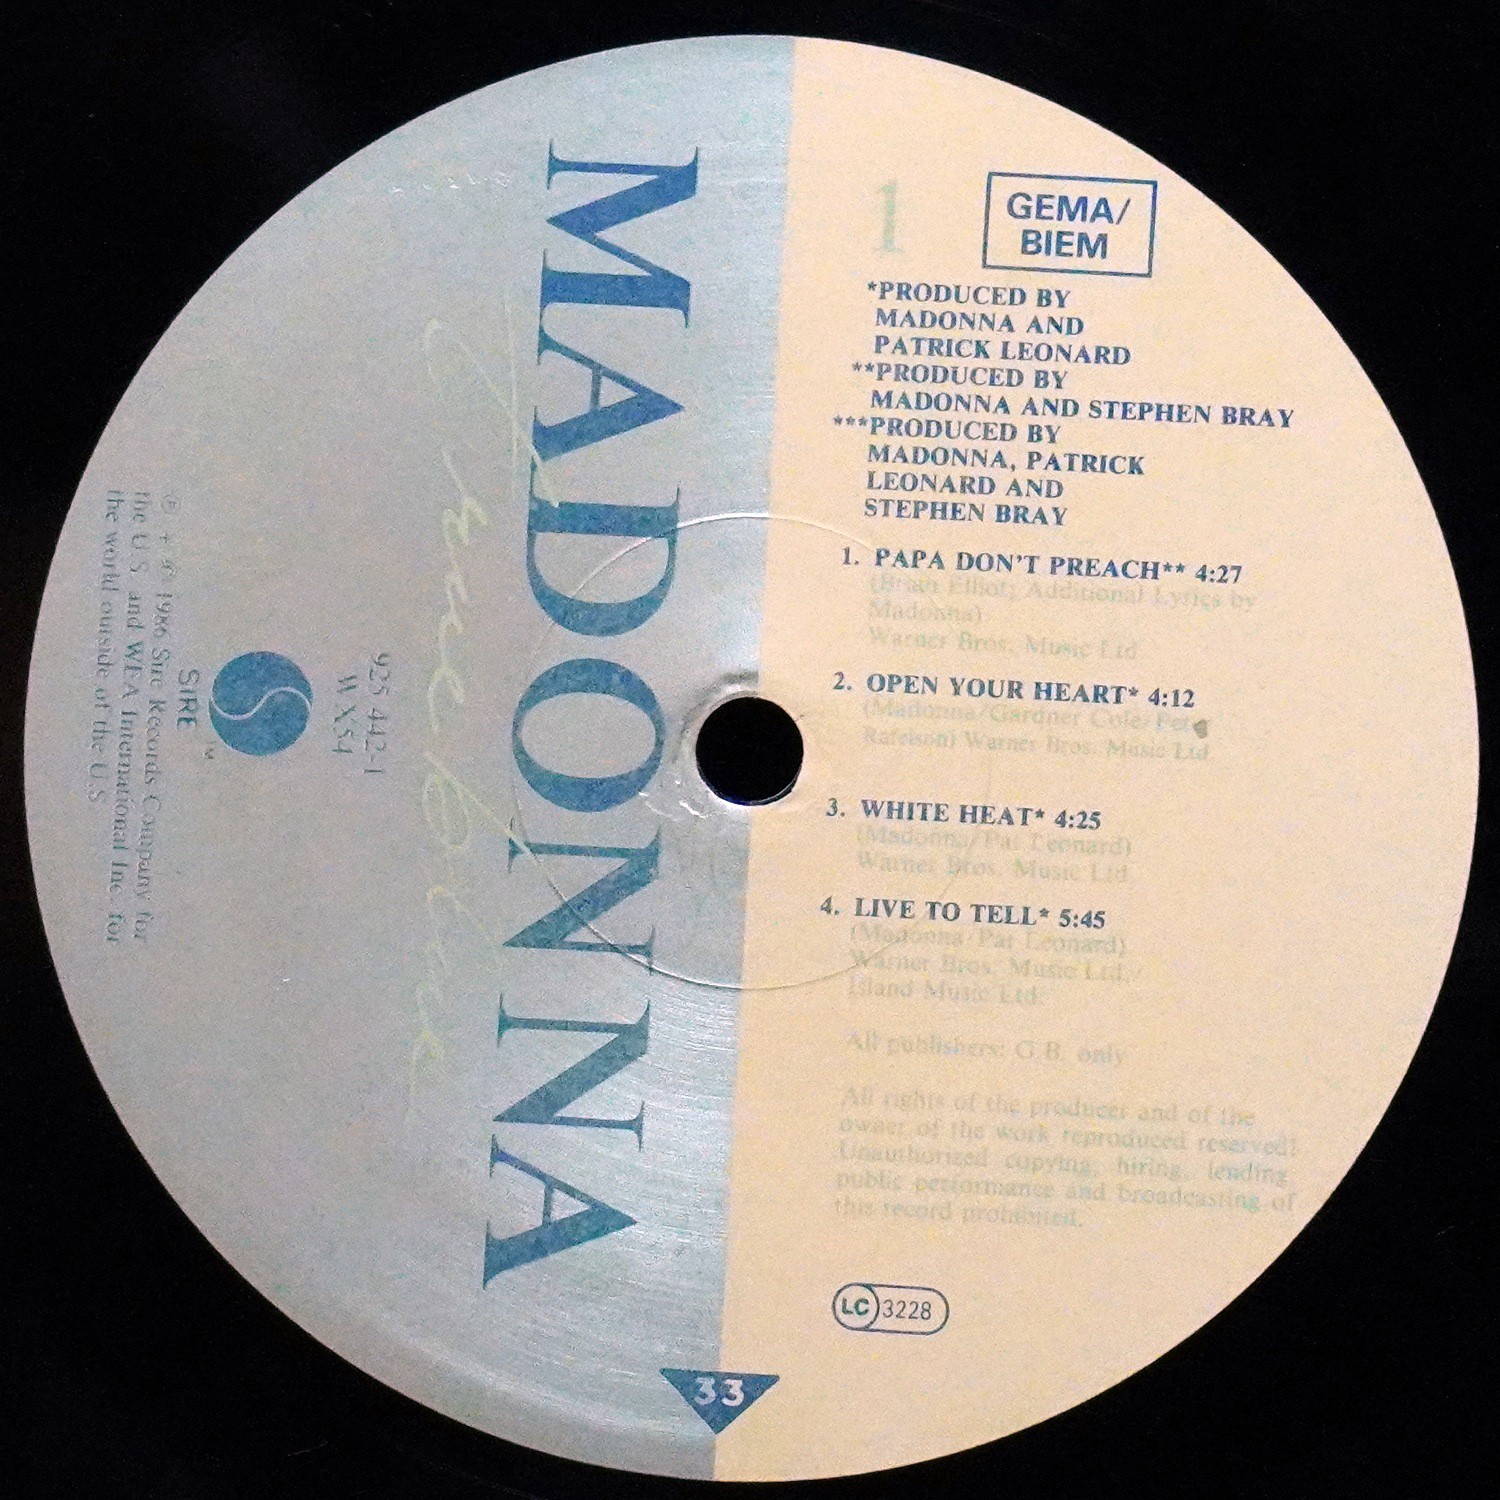 MADONNA
True Blue
925 442-1
WX54
SIRE
TM
Ⓟ + © 1986 Sire Records Company for
the U.S. and WEA International Inc. for
the world outside of the U.S.
1
GEMA/
BIEM
*PRODUCED BY
MADONNA AND
PATRICK LEONARD
**PRODUCED BY
MADONNA AND STEPHEN BRAY
***PRODUCED BY
MADONNA, PATRICK
LEONARD AND
STEPHEN BRAY
1. PAPA DON'T PREACH** 4:27
(Brian Elliot; Additional Lyrics by
Madonna)
Warner Bros. Music Ltd
2. OPEN YOUR HEART* 4:12
(Madonna/Gardner Cole/Peter
Rafelson) Warner Bros. Music Ltd
3. WHITE HEAT* 4:25
(Madonna/Pat Leonard)
Warner Bros. Music Ltd
4. LIVE TO TELL* 5:45
(Madonna/Pat Leonard)
Warner Bros. Music Ltd./
Island Music Ltd.
All publishers: G.B. only
All rights of the producer and of the
owner of the work reproduced reserved!
Unauthorized copying, hiring, lending,
public performance and broadcasting of
this record prohibited.
LC 3228
33